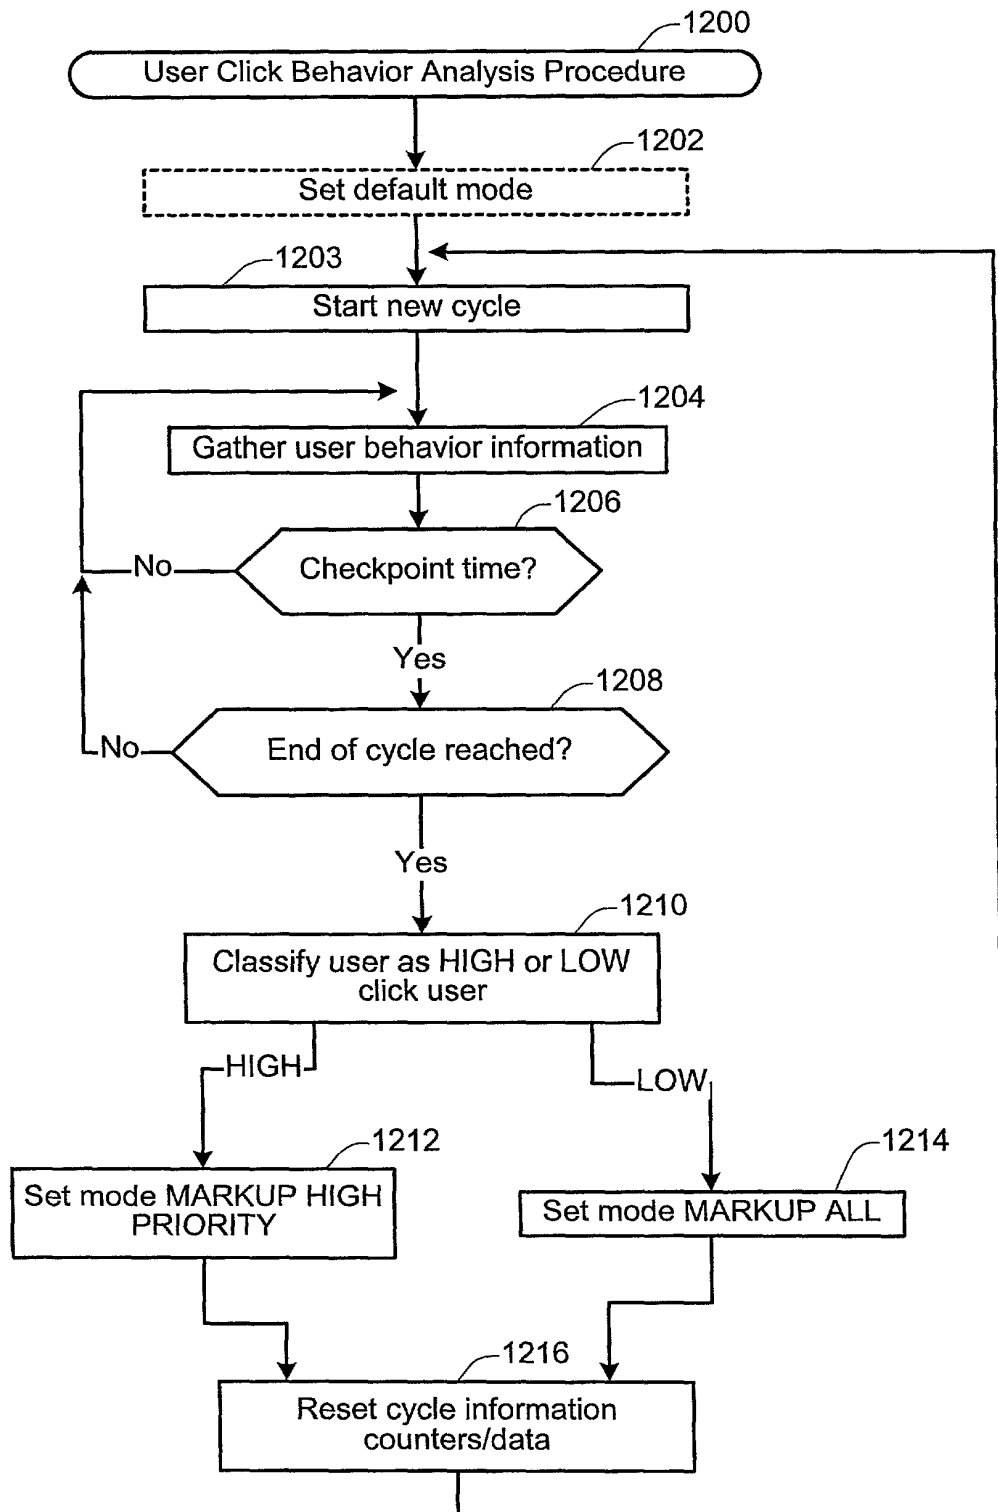 1200
User Click Behavior Analysis Procedure
1202
Set default mode
1203
Start new cycle
1204
Gather user behavior information
1206
Checkpoint time?
No
Yes
1208
End of cycle reached?
No
Yes
1210
Classify user as HIGH or LOW
click user
HIGH
LOW
1212
Set mode MARKUP HIGH
PRIORITY
1214
Set mode MARKUP ALL
1216
Reset cycle information
counters/data